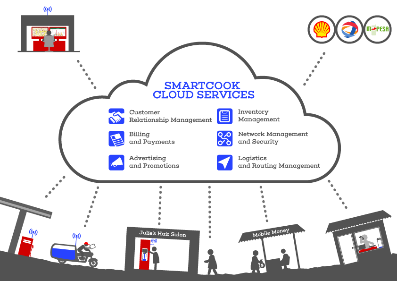 M-PESA
SMARTCOOK
CLOUD SERVICES
Customer
Relationship Management
Billing
and Payments
Advertising
and Promotions
Inventory
Management
Network Management
and Security
Logistics
and Routing Management
Julie's Hair Salon
Mobile Money